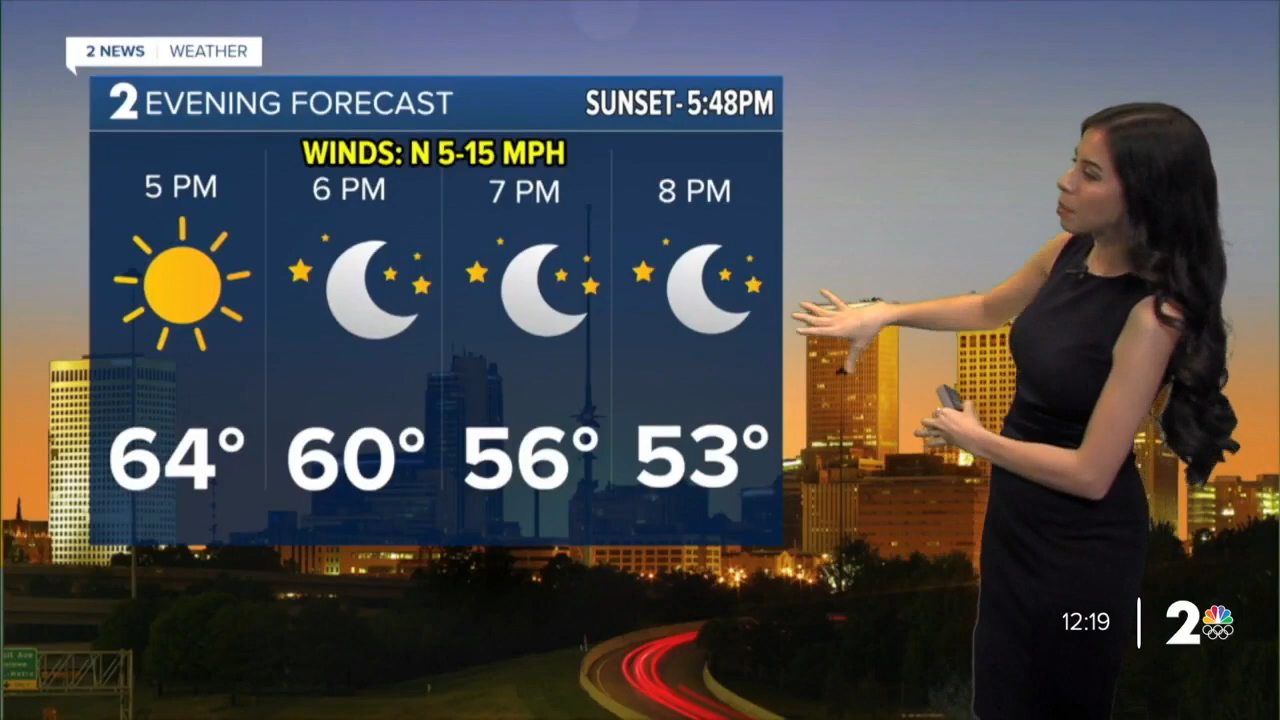 2 NEWS | WEATHER
2 EVENING FORECAST SUNSET- 5:48PM
WINDS: N 5-15 MPH
5 PM 6 PM 7 PM 8 PM
64° 60° 56° 53°
12:19 | 2